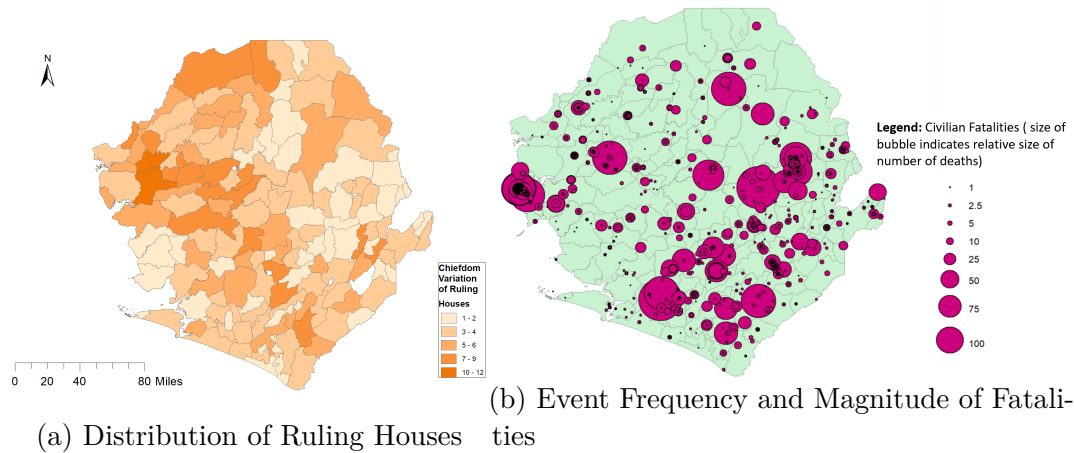 N
Chiefdom
Variation
of Ruling
Houses
1 - 2
3 - 4
5 - 6
7 - 9
10 - 12
0 20 40 80 Miles
(a) Distribution of Ruling Houses
Legend: Civilian Fatalities ( size of
bubble indicates relative size of
number of deaths)
1
2.5
5
10
25
50
75
100
(b) Event Frequency and Magnitude of Fatali-
ties